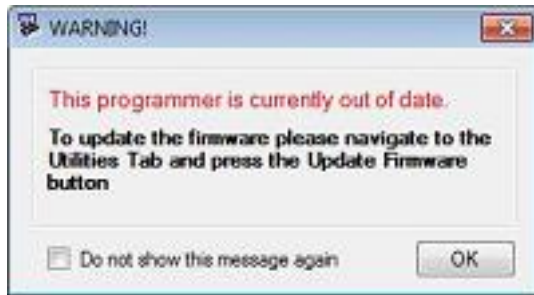 WARNING!
This programmer is currently out of date.
To update the firmware please navigate to the
Utilities Tab and press the Update Firmware
button
Do not show this message again
OK